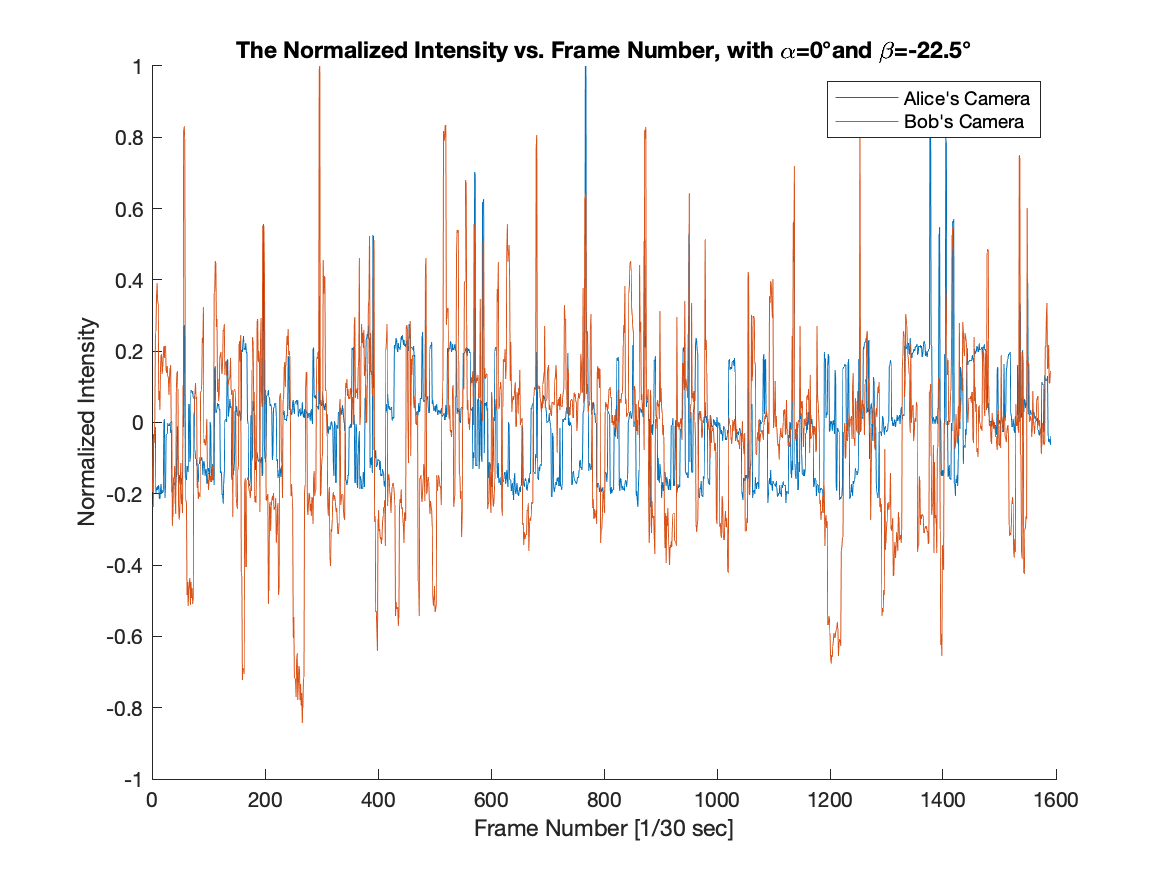 The Normalized Intensity vs. Frame Number, with α=0°and β=-22.5°
Alice's Camera
Bob's Camera
1
0.8
0.6
0.4
0.2
0
-0.2
-0.4
-0.6
-0.8
-1
Normalized Intensity
0 200 400 600 800 1000 1200 1400 1600
Frame Number [1/30 sec]